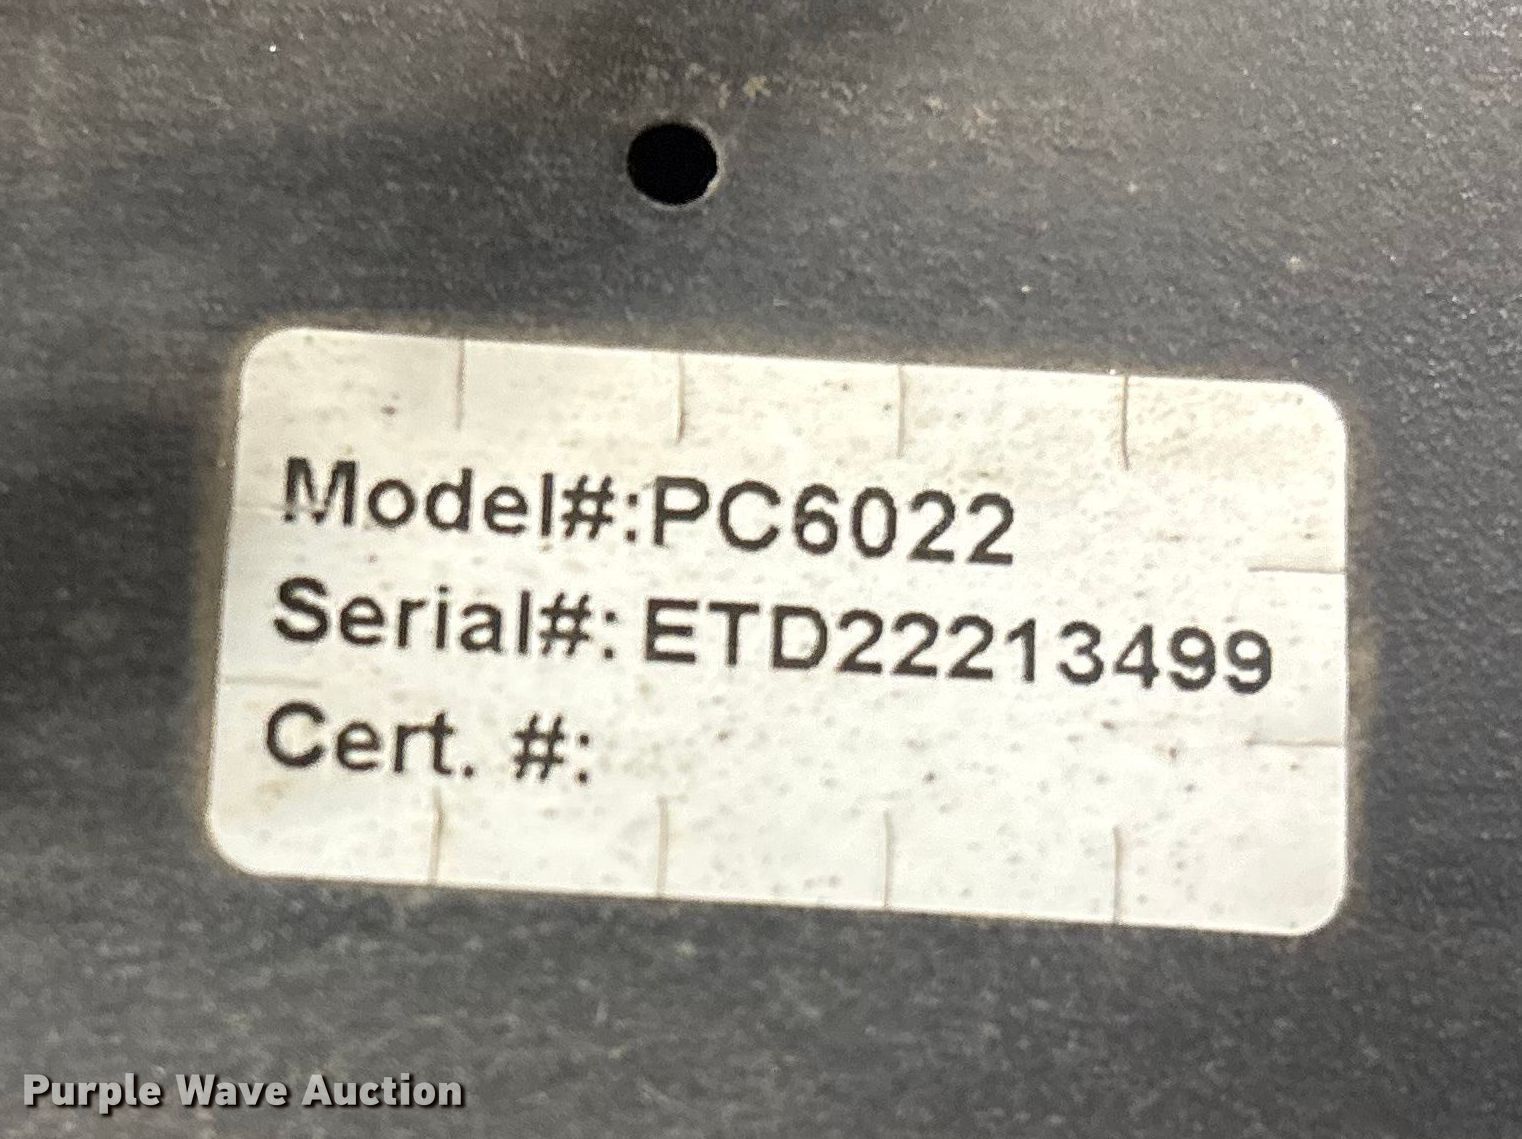 Model#:PC6022
Serial#: ETD22213499
Cert. #:
Purple Wave Auction